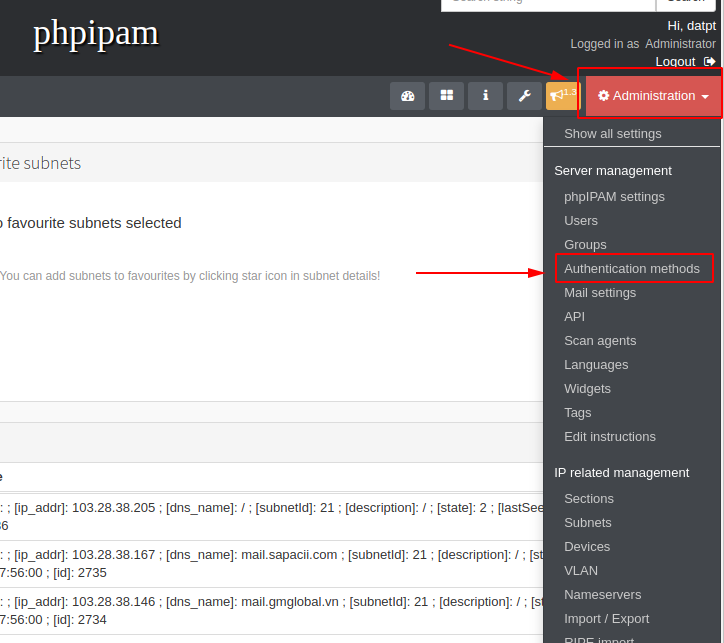 Search string Search
phpipam
Hi, datpt
Logged in as Administrator
Logout
1.3
Administration
Show all settings
rite subnets
Server management
phpIPAM settings
o favourite subnets selected
Users
Groups
Authentication methods
You can add subnets to favourites by clicking star icon in subnet details!
Mail settings
API
Scan agents
Languages
Widgets
Tags
Edit instructions
e
IP related management
Sections
: ; [ip_addr]: 103.28.38.205 ; [dns_name]: / ; [subnetId]: 21 ; [description]: / ; [state]: 2 ; [lastSee
36
Subnets
Devices
: ; [ip_addr]: 103.28.38.167 ; [dns_name]: mail.sapacii.com ; [subnetId]: 21 ; [description]: / ; [st
7:56:00 ; [id]: 2735
VLAN
Nameservers
: ; [ip_addr]: 103.28.38.146 ; [dns_name]: mail.gmglobal.vn ; [subnetId]: 21 ; [description]: / ; [st
7:56:00 ; [id]: 2734
Import / Export
RIPE import